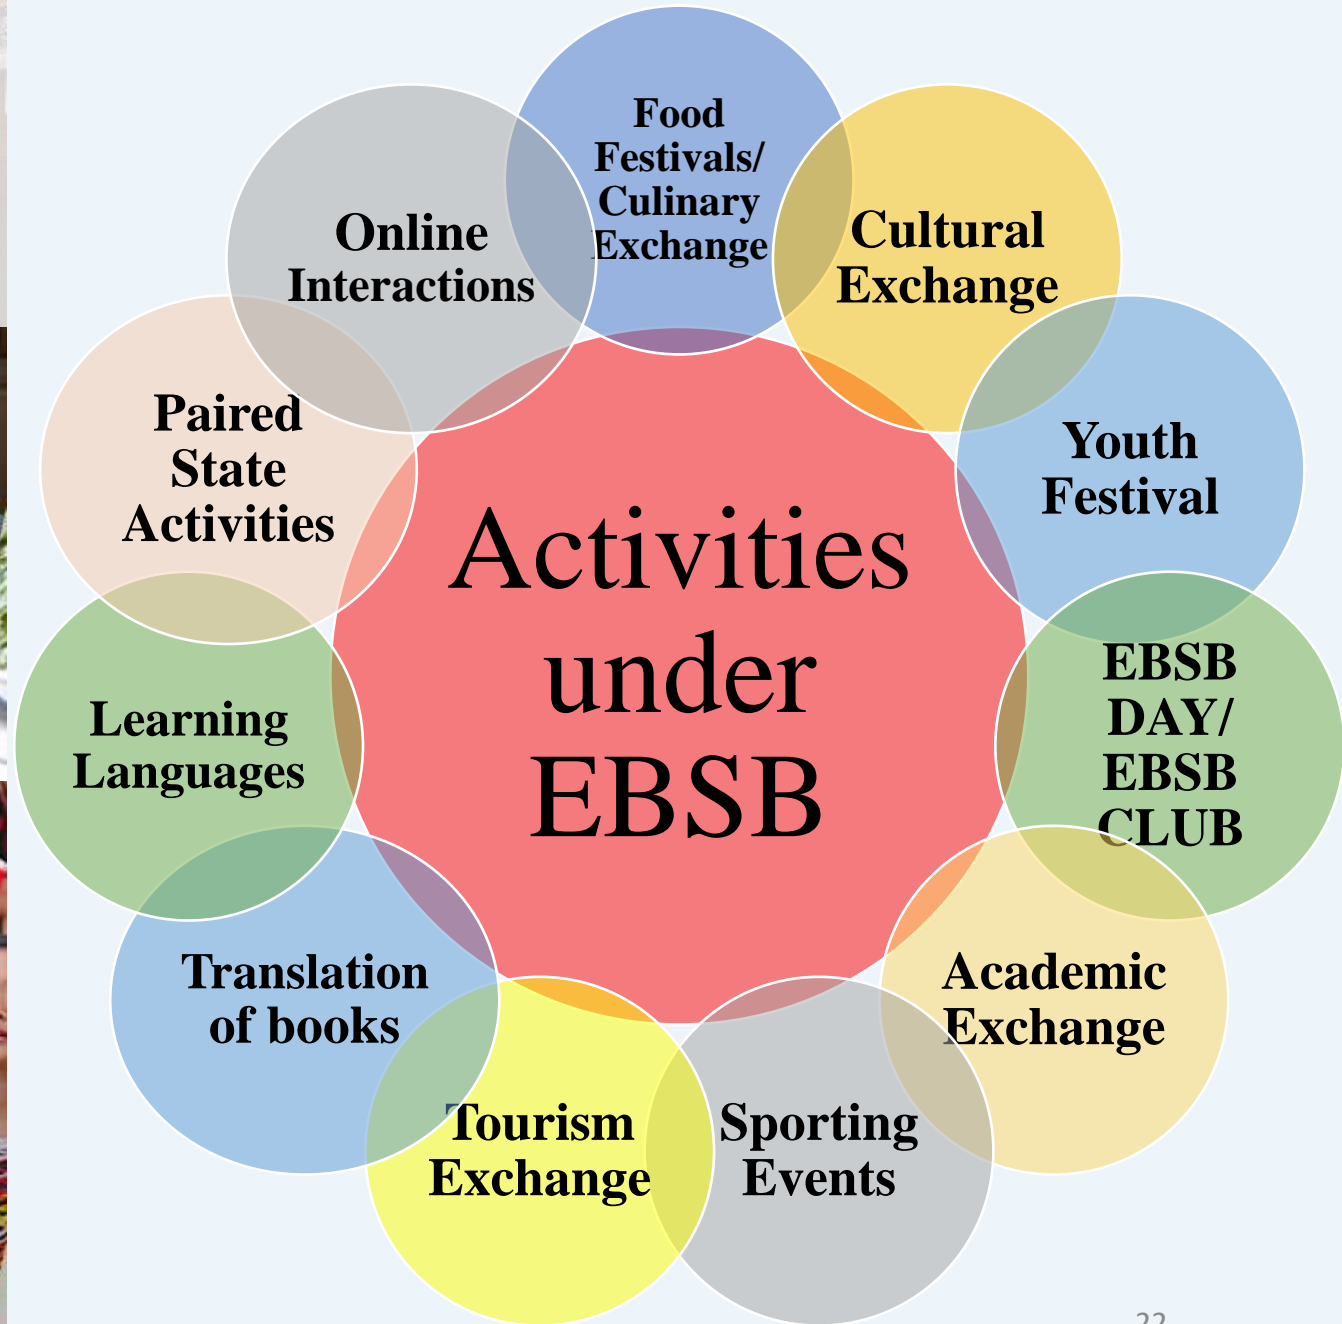 Food
Festivals/
Culinary
Exchange
Cultural
Exchange
Youth
Festival
EBSB
DAY/
EBSB
CLUB
Academic
Exchange
Sporting
Events
Tourism
Exchange
Translation
of books
Learning
Languages
Paired
State
Activities
Online
Interactions
Activities
under
EBSB
22